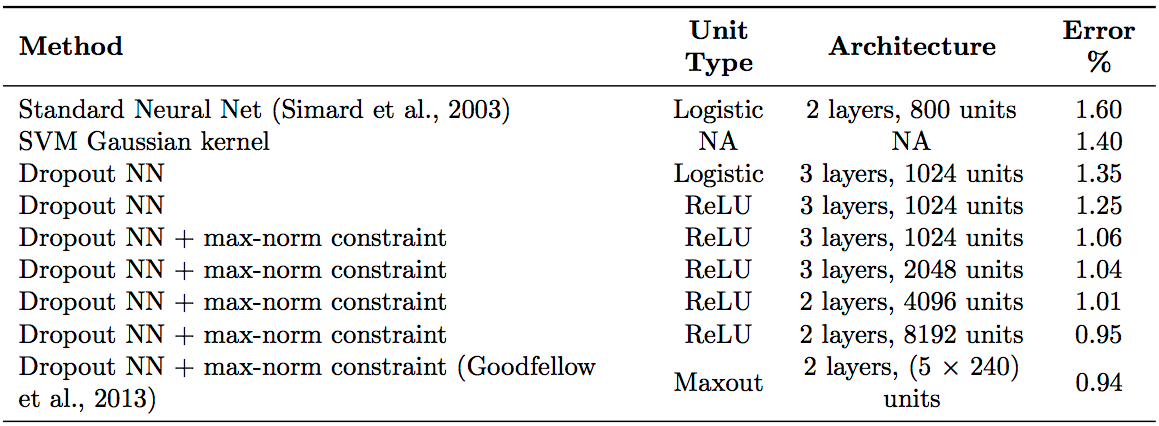 Method Unit Type Architecture Error %
Standard Neural Net (Simard et al., 2003) Logistic 2 layers, 800 units 1.60
SVM Gaussian kernel NA NA 1.40
Dropout NN Logistic 3 layers, 1024 units 1.35
Dropout NN ReLU 3 layers, 1024 units 1.25
Dropout NN + max-norm constraint ReLU 3 layers, 1024 units 1.06
Dropout NN + max-norm constraint ReLU 3 layers, 2048 units 1.04
Dropout NN + max-norm constraint ReLU 2 layers, 4096 units 1.01
Dropout NN + max-norm constraint ReLU 2 layers, 8192 units 0.95
Dropout NN + max-norm constraint (Goodfellow et al., 2013) Maxout 2 layers, (5 × 240) units 0.94